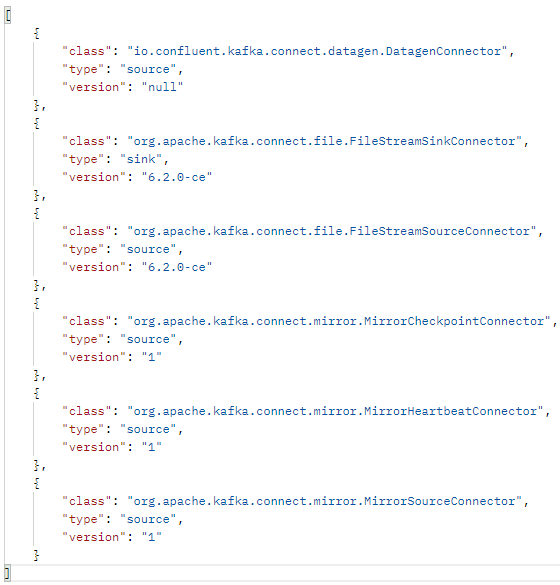 [
{
"class": "io.confluent.kafka.connect.datagen.DatagenConnector",
"type": "source",
"version": "null"
},
{
"class": "org.apache.kafka.connect.file.FileStreamSinkConnector",
"type": "sink",
"version": "6.2.0-ce"
},
{
"class": "org.apache.kafka.connect.file.FileStreamSourceConnector",
"type": "source",
"version": "6.2.0-ce"
},
{
"class": "org.apache.kafka.connect.mirror.MirrorCheckpointConnector",
"type": "source",
"version": "1"
},
{
"class": "org.apache.kafka.connect.mirror.MirrorHeartbeatConnector",
"type": "source",
"version": "1"
},
{
"class": "org.apache.kafka.connect.mirror.MirrorSourceConnector",
"type": "source",
"version": "1"
}
]